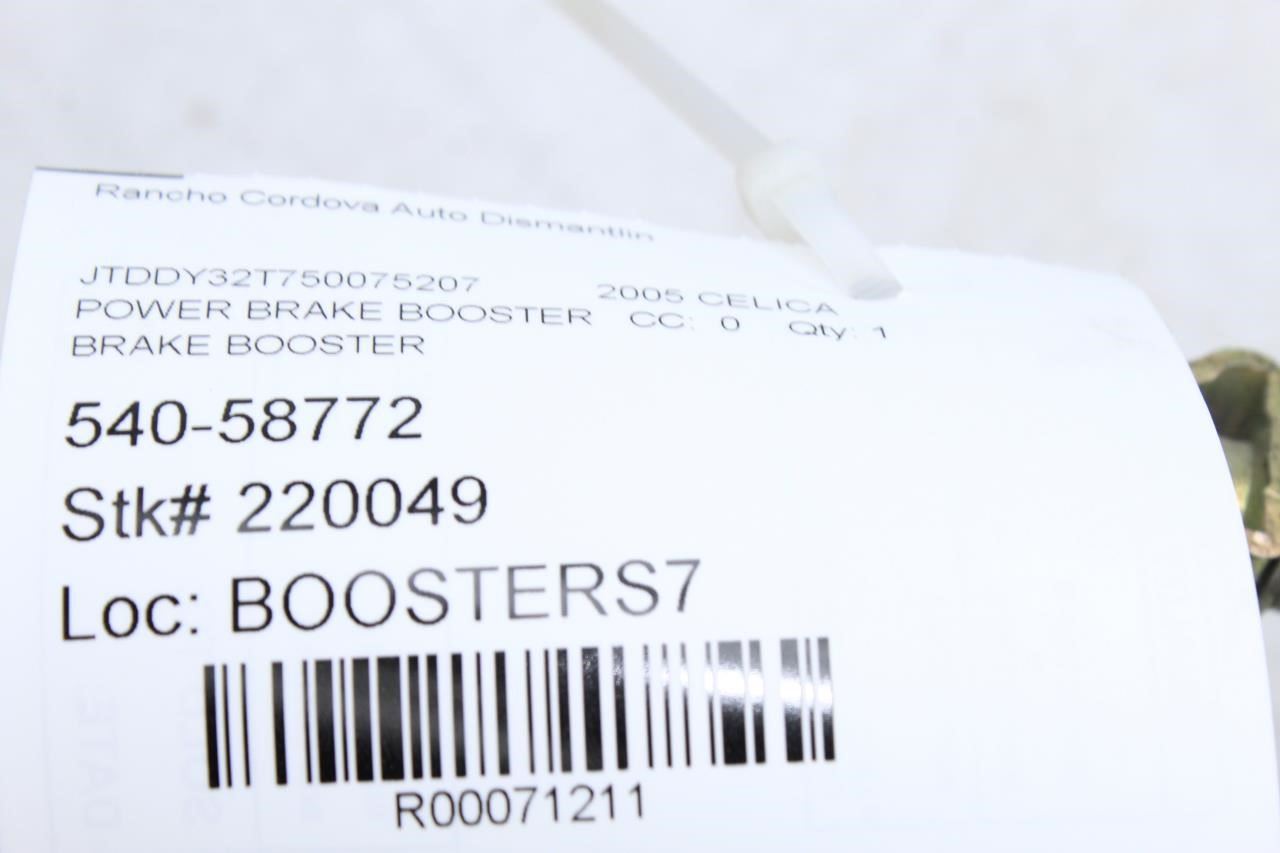 Rancho Cordova Auto Dismantlin
JTDDY32T750075207 2005 CELICA
POWER BRAKE BOOSTER CC: 0 Qty: 1
BRAKE BOOSTER
540-58772
Stk# 220049
Loc: BOOSTERS7
R00071211